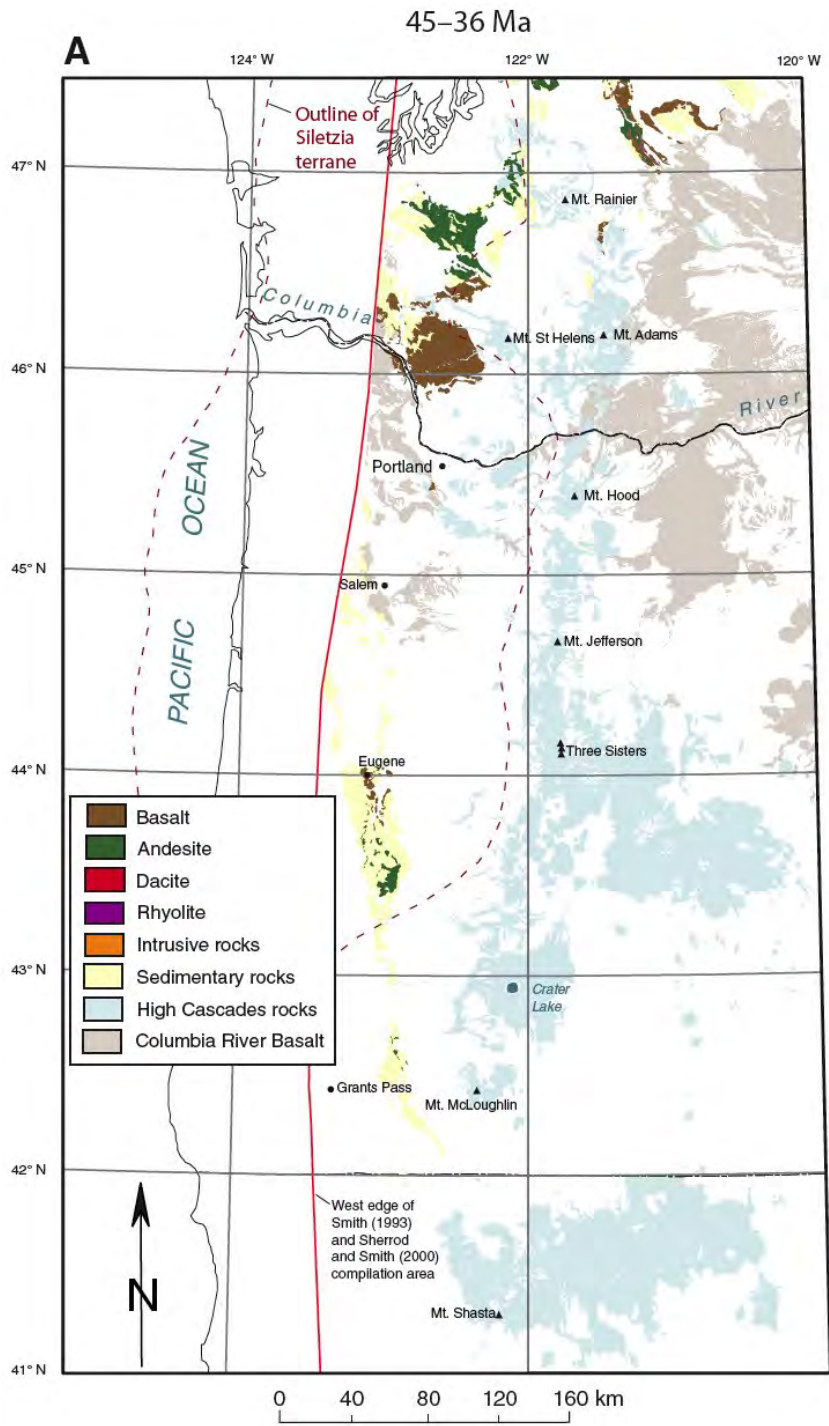 45–36 Ma
A
124° W
122° W
120° W
Outline of
Siletzia
terrane
47° N
Mt. Rainier
Columbia
Mt. St Helens
Mt. Adams
46° N
River
Portland
Mt. Hood
OCEAN
45° N
Salem
PACIFIC
Mt. Jefferson
Three Sisters
Eugene
44° N
Basalt
Andesite
Dacite
Rhyolite
Intrusive rocks
Sedimentary rocks
High Cascades rocks
Columbia River Basalt
43° N
Crater
Lake
Grants Pass
Mt. McLoughlin
42° N
West edge of
Smith (1993)
and Sherrod
and Smith (2000)
compilation area
N
Mt. Shasta
41° N
0 40 80 120 160 km